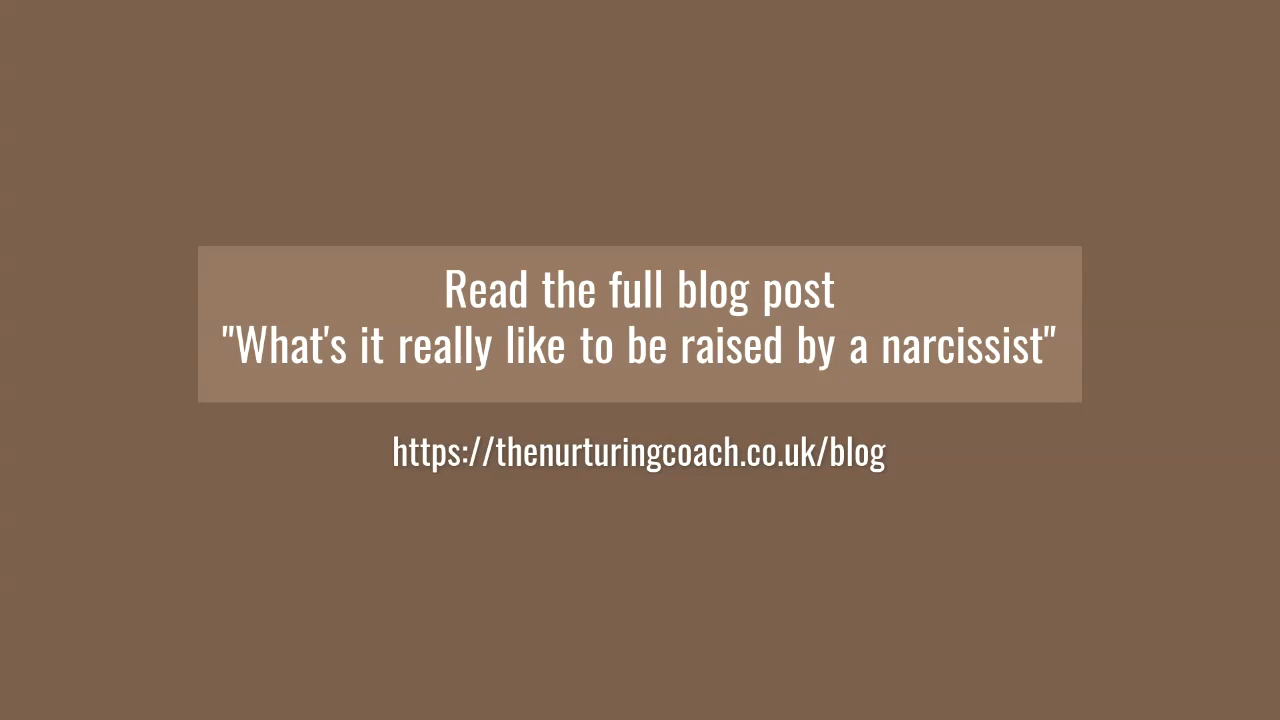 Read the full blog post
"What's it really like to be raised by a narcissist"
https://thenurturingcoach.co.uk/blog